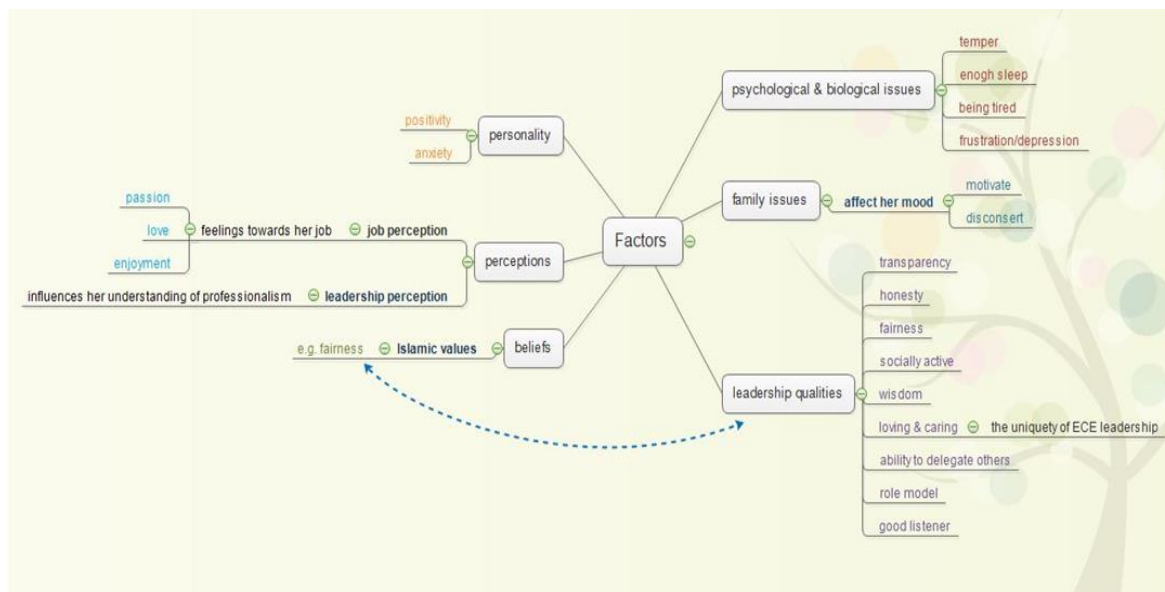 Factors
personality
positivity
anxiety
perceptions
job perception
feelings towards her job
passion
love
enjoyment
leadership perception
influences her understanding of professionalism
beliefs
Islamic values
e.g. fairness
psychological & biological issues
temper
enogh sleep
being tired
frustration/depression
family issues
affect her mood
motivate
disconsert
leadership qualities
transparency
honesty
fairness
socially active
wisdom
loving & caring
the uniquety of ECE leadership
ability to delegate others
role model
good listener